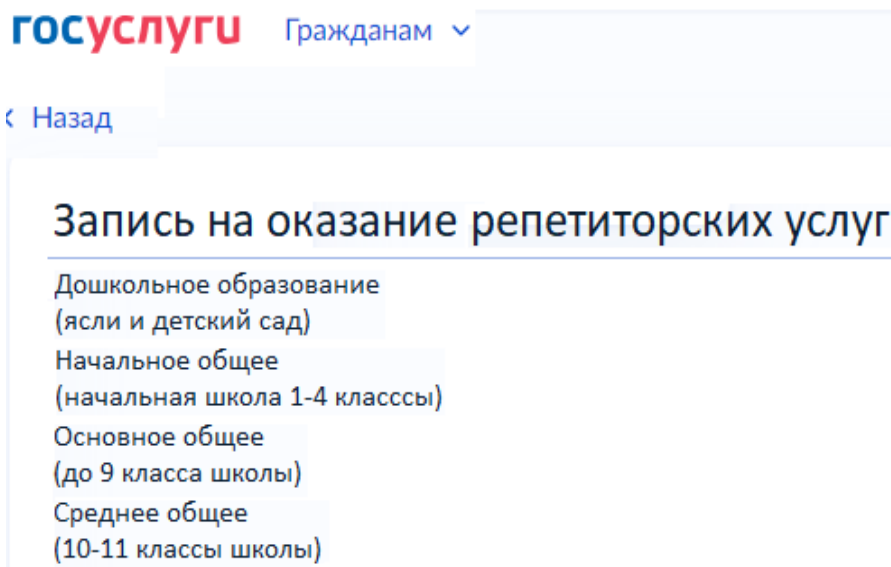 госуслуги Гражданам
Назад
Запись на оказание репетиторских услуг
Дошкольное образование
(ясли и детский сад)
Начальное общее
(начальная школа 1-4 класссы)
Основное общее
(до 9 класса школы)
Среднее общее
(10-11 классы школы)